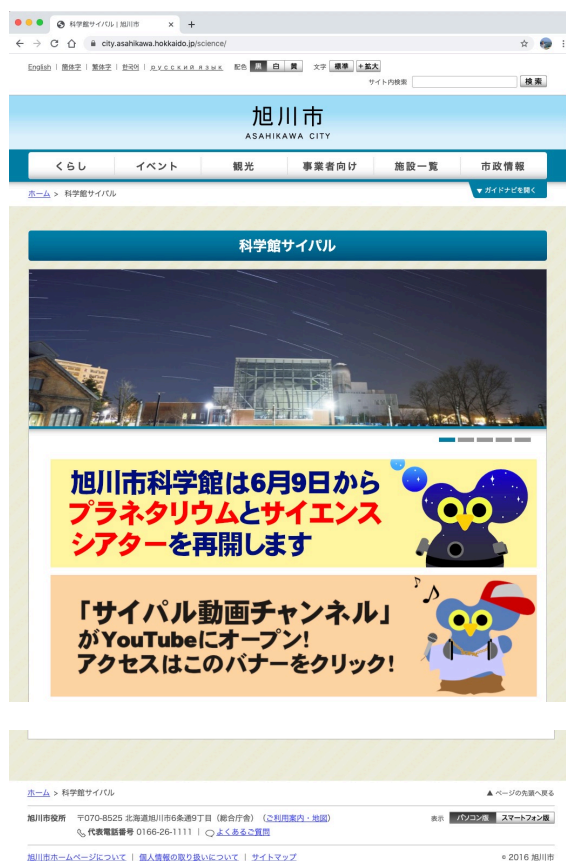 科学館サイパル | 旭川市
city.asahikawa.hokkaido.jp/science/
English | 簡体字 | 繁体字 | 한국어 | русский язык 配色 黒 白 黄 文字 標準 +拡大
サイト内検索 検索
旭川市
ASAHIKAWA CITY
くらし イベント 観光 事業者向け 施設一覧 市政情報
ホーム > 科学館サイパル ▼ ガイドナビを開く
科学館サイパル
旭川市科学館は6月9日から
プラネタリウムとサイエンス
シアターを再開します
「サイパル動画チャンネル」
がYouTubeにオープン!
アクセスはこのバナーをクリック!
ホーム > 科学館サイパル ▲ ページの先頭へ戻る
旭川市役所 〒070-8525 北海道旭川市6条通9丁目（総合庁舎）（ご利用案内・地図） 表示 パソコン版 スマートフォン版
代表電話番号 0166-26-1111 | よくあるご質問
旭川市ホームページについて | 個人情報の取り扱いについて | サイトマップ © 2016 旭川市